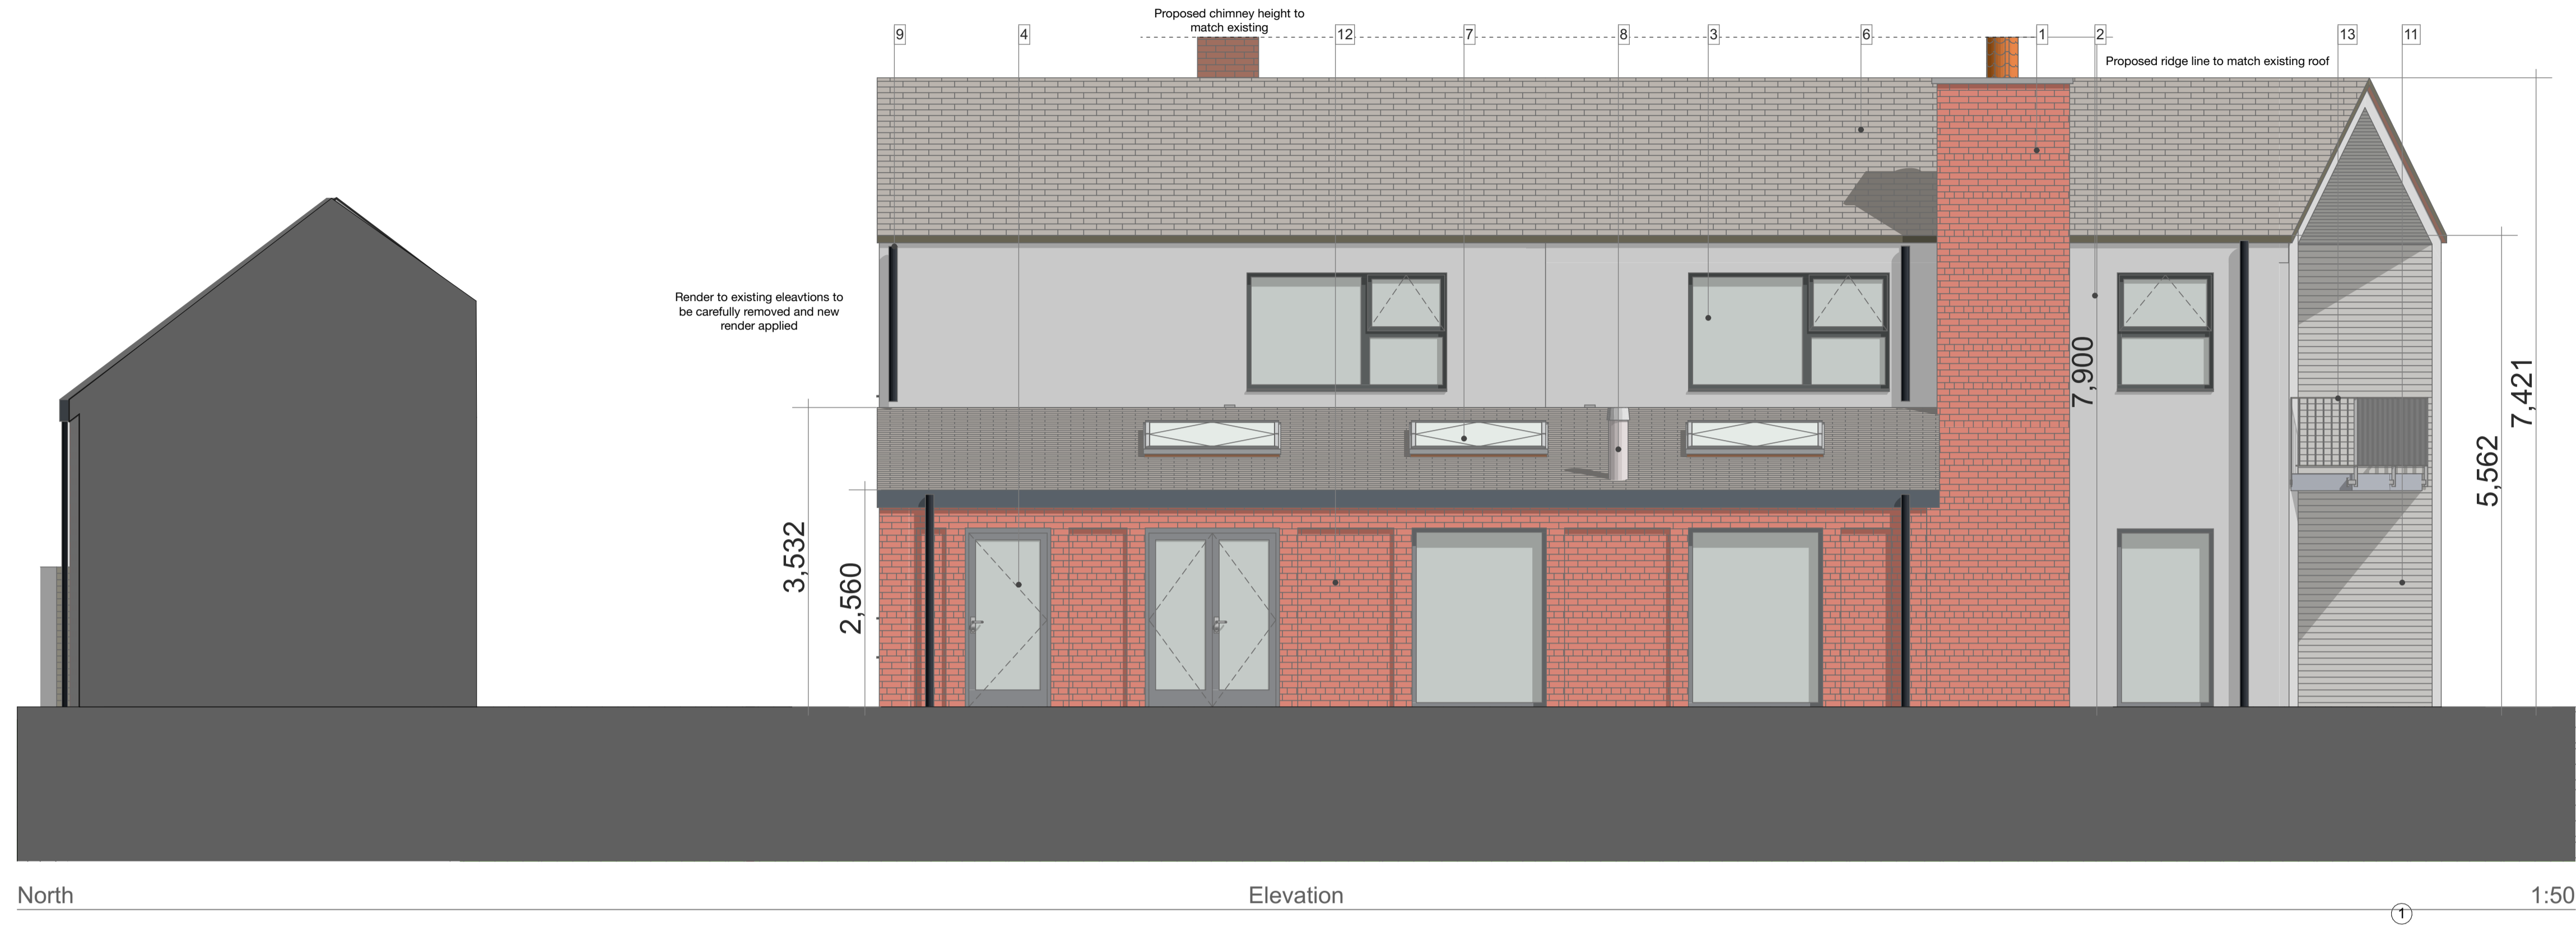 Proposed chimney height to
match existing
9
4
12
7
8
3
6
1
2
13
11
Proposed ridge line to match existing roof
Render to existing eleavtions to
be carefully removed and new
render applied
7,900
7,421
5,562
3,532
2,560
North
Elevation
1:50
1